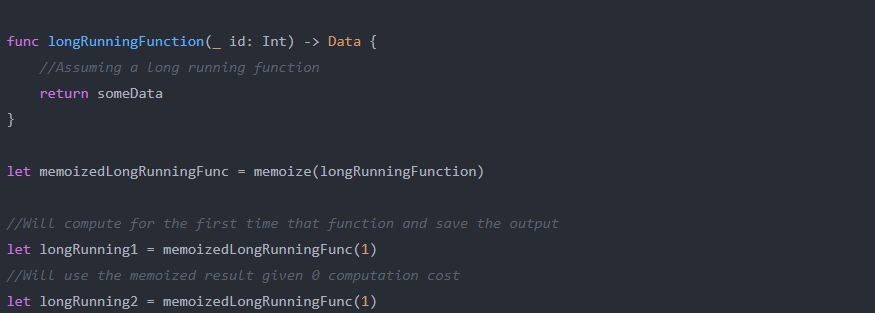 func longRunningFunction(_ id: Int) -> Data {
//Assuming a long running function
return someData
}
let memoizedLongRunningFunc = memoize(longRunningFunction)
//Will compute for the first time that function and save the output
let longRunning1 = memoizedLongRunningFunc(1)
//Will use the memoized result given 0 computation cost
let longRunning2 = memoizedLongRunningFunc(1)